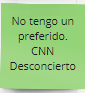 No tengo un
preferido.
CNN
Desconcierto